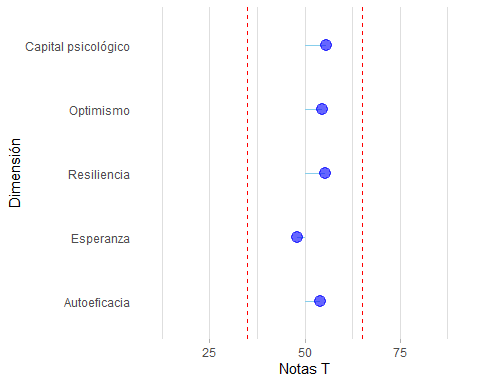 Capital psicológico
Optimismo
Resiliencia
Esperanza
Autoeficacia
Dimensión
25
50
75
Notas T